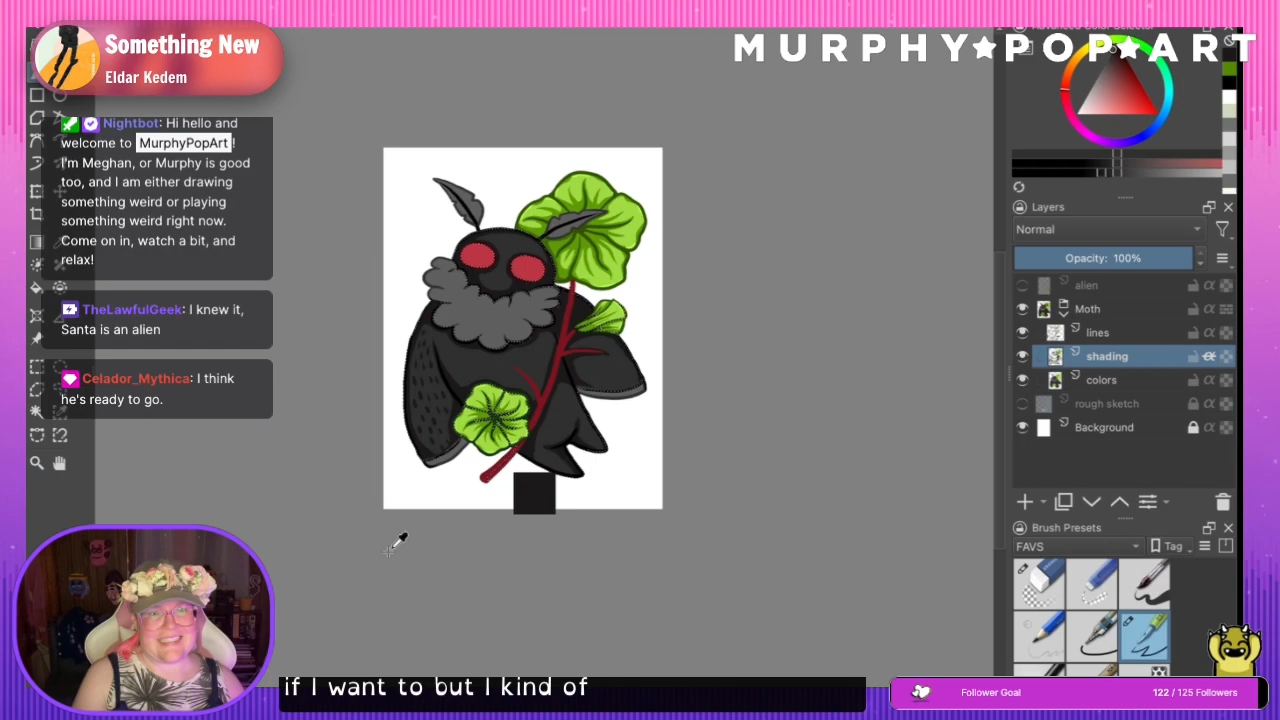 Something New
Eldar Kedem
MURPHY★POP★ART
Nightbot: Hi hello and
welcome to MurphyPopArt!
I'm Meghan, or Murphy is good
too, and I am either drawing
something weird or playing
something weird right now.
Come on in, watch a bit, and
relax!
TheLawfulGeek: I knew it,
Santa is an alien
Celador_Mythica: I think
he's ready to go.
Layers
Normal
Opacity: 100%
alien
Moth
lines
shading
colors
rough sketch
Background
Brush Presets
FAVS
Tag
if I want to but I kind of
Follower Goal
122 / 125 Followers